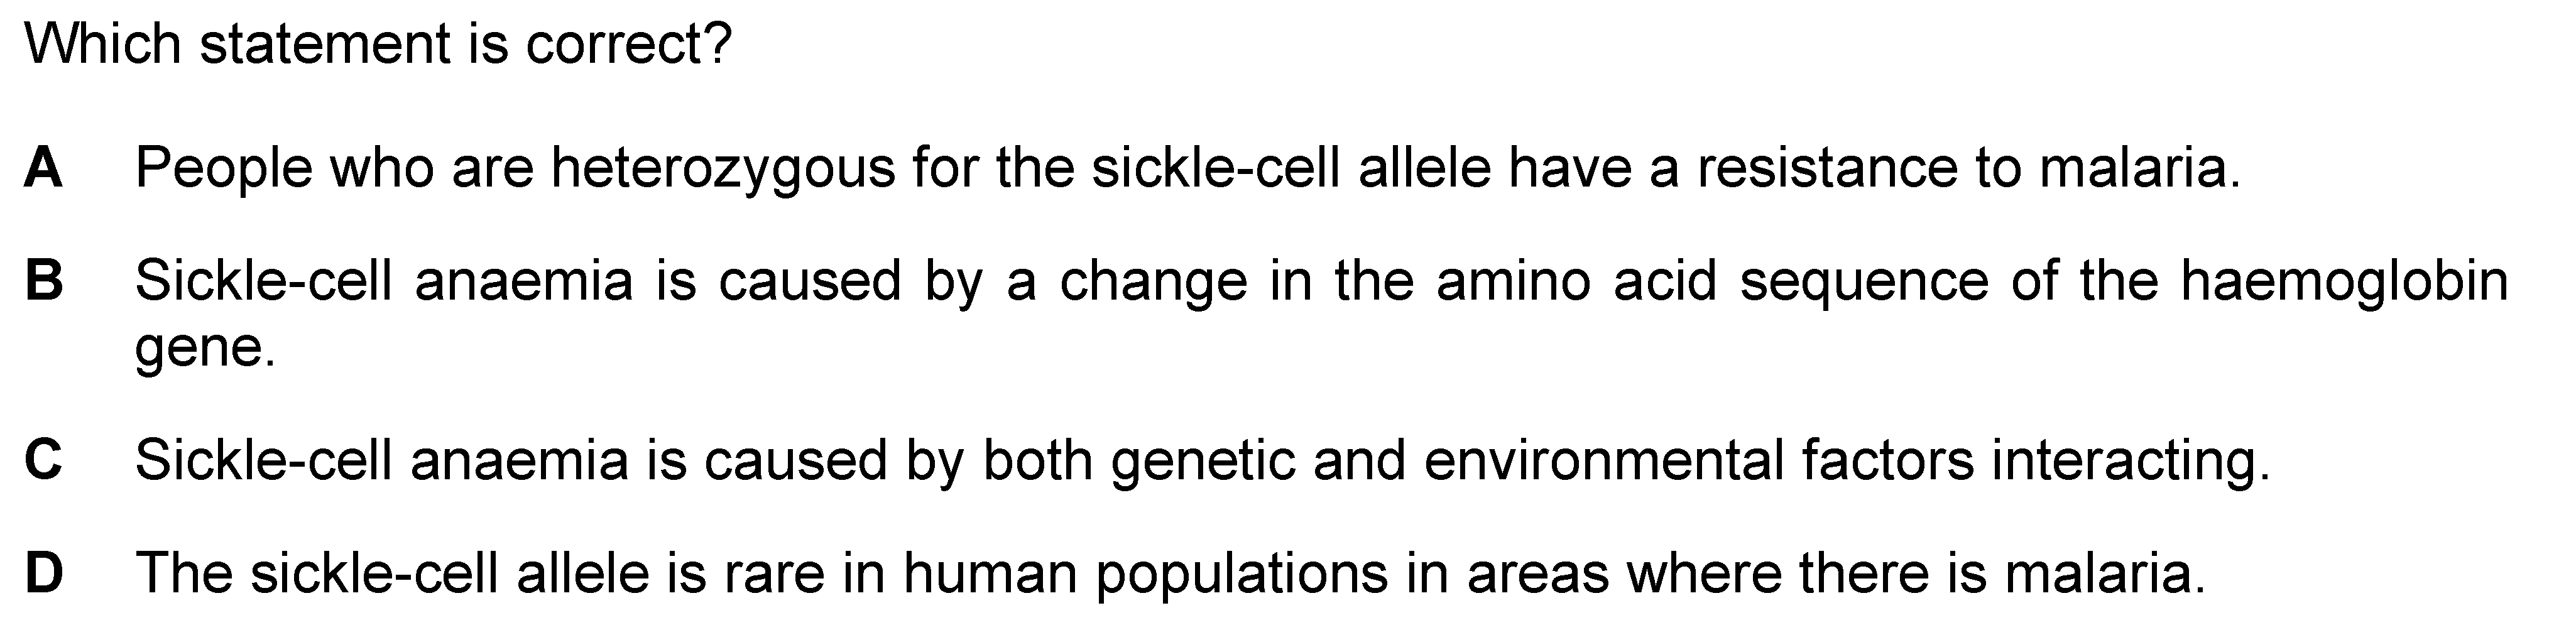 Which statement is correct?
A People who are heterozygous for the sickle-cell allele have a resistance to malaria.
B Sickle-cell anaemia is caused by a change in the amino acid sequence of the haemoglobin
gene.
C Sickle-cell anaemia is caused by both genetic and environmental factors interacting.
D The sickle-cell allele is rare in human populations in areas where there is malaria.